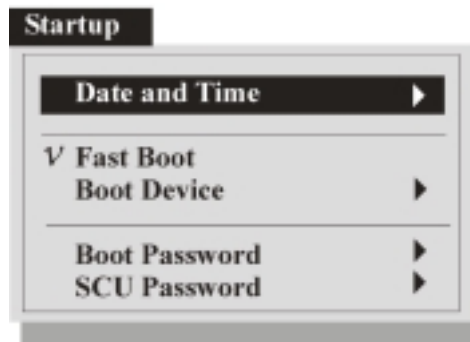 Startup
Date and Time
√ Fast Boot
Boot Device
Boot Password
SCU Password